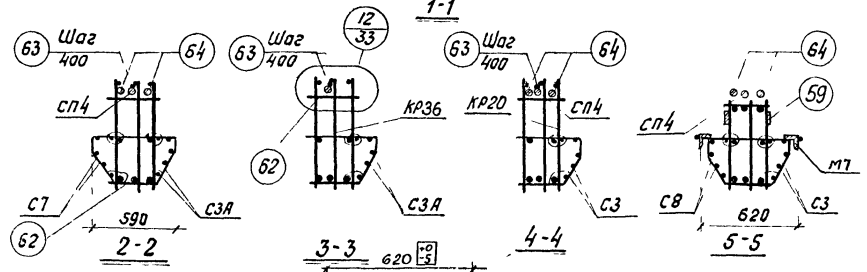 1-1
63 Шаг 400 64
СП4
С7
С3А
590
62
2-2
12
33
63 Шаг 400
КР36
62
С3А
3-3
620 +0 -5
63 Шаг 400 64
КР20
СП4
С3
4-4
64
59
СП4
М7
С8
С3
620
5-5